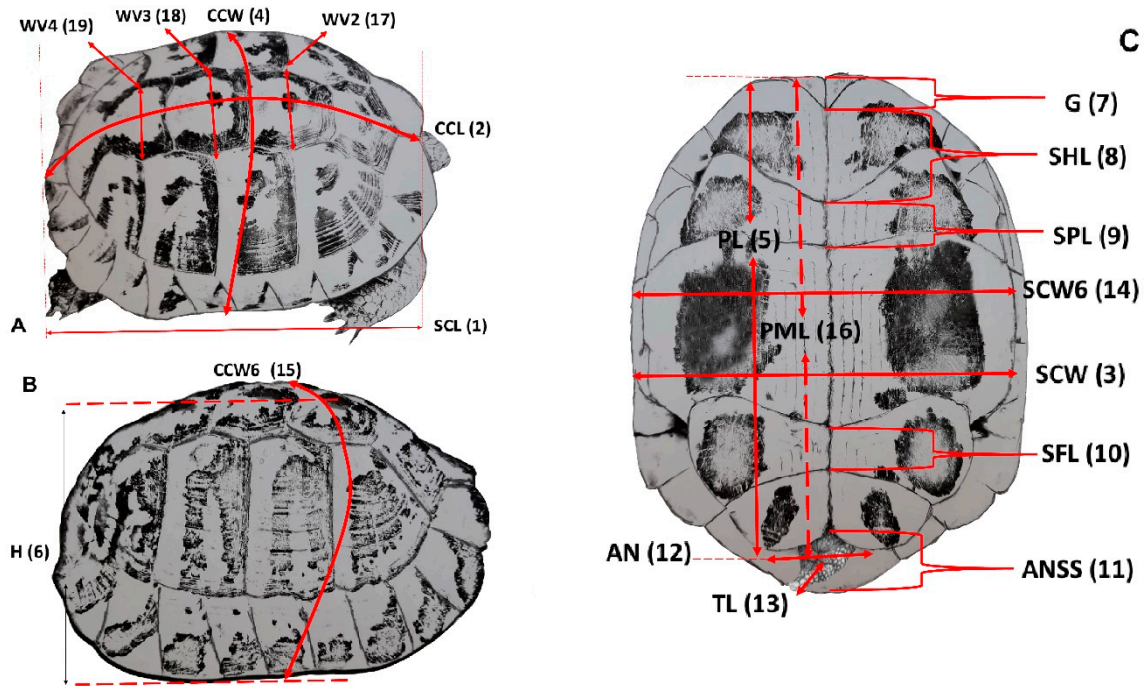 WV4 (19)
WV3 (18)
CCW (4)
WV2 (17)
CCL (2)
A
SCL (1)
B
CCW6 (15)
H (6)
C
G (7)
SHL (8)
SPL (9)
PL (5)
SCW6 (14)
PML (16)
SCW (3)
SFL (10)
AN (12)
ANSS (11)
TL (13)